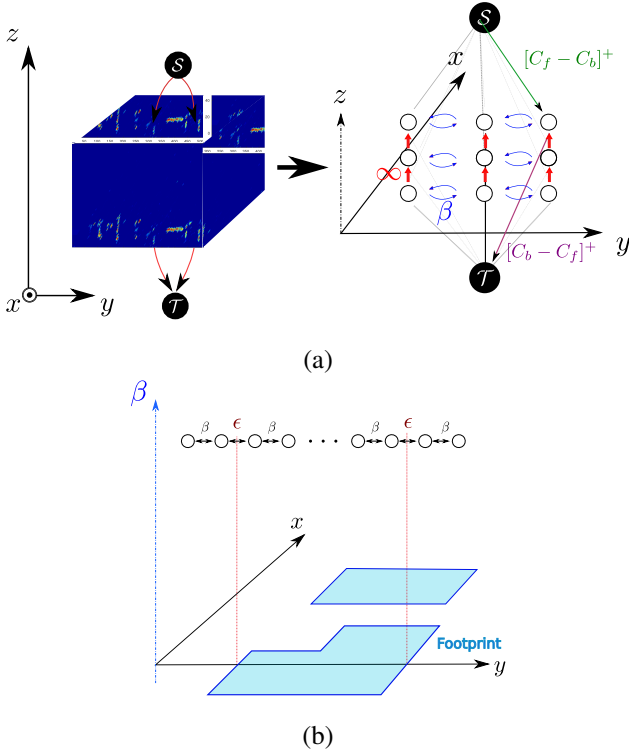 z
S
x
y
T
S
[C_f − C_b]^+
x
z
∞
β
[C_b − C_f]^+
y
T
(a)
β
β ϵ β · · · β ϵ β
x
Footprint
y
(b)